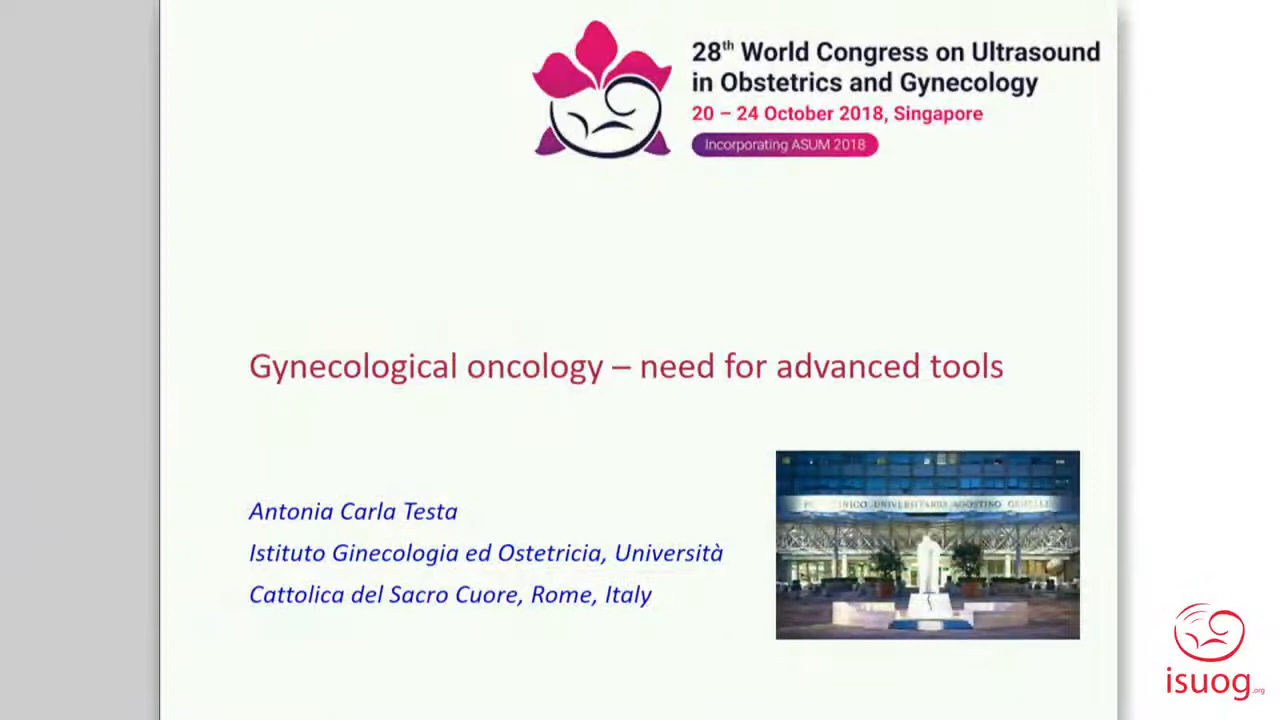 28th World Congress on Ultrasound
in Obstetrics and Gynecology
20 – 24 October 2018, Singapore
Incorporating ASUM 2018
Gynecological oncology – need for advanced tools
Antonia Carla Testa
Istituto Ginecologia ed Ostetricia, Università
Cattolica del Sacro Cuore, Rome, Italy
UNIVERSITARIO AGOSTINO GEMELLI
isuog.org